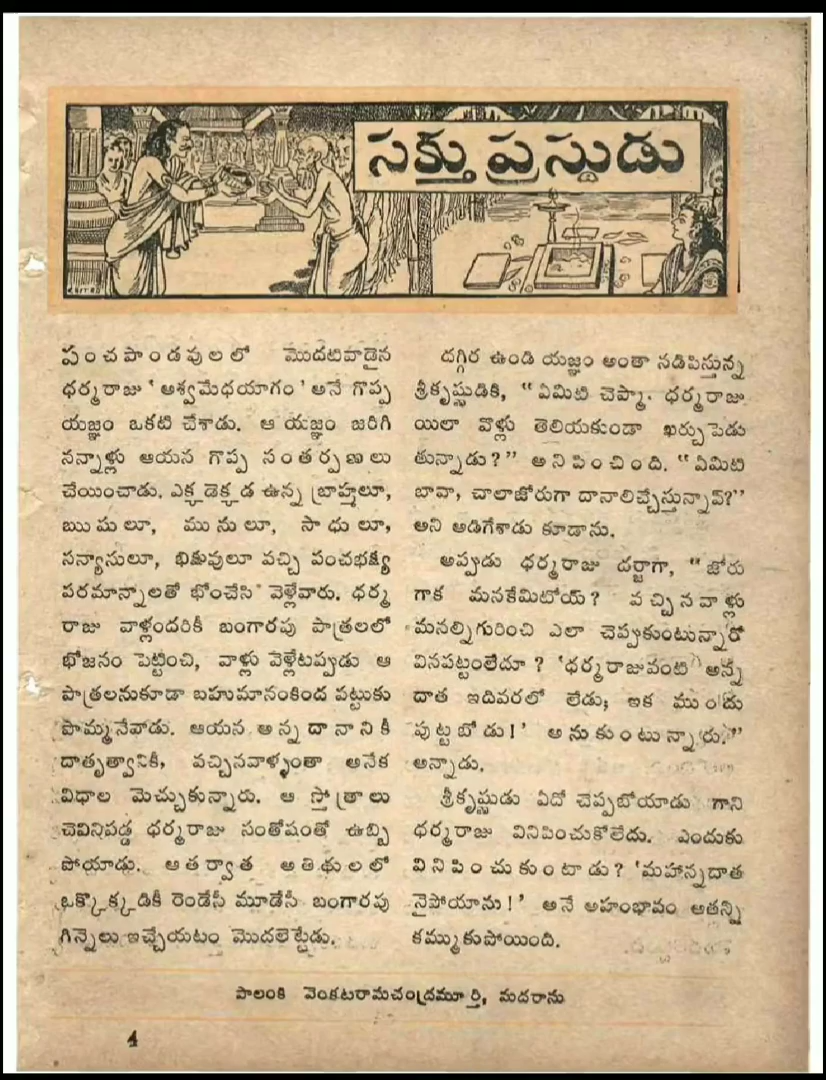 సక్తుప్రస్థుడు
పంచపాండవులలో మొదటివాడైన
ధర్మరాజు 'అశ్వమేధయాగం' అనే గొప్ప
యజ్ఞం ఒకటి చేశాడు. ఆ యజ్ఞం జరిగి
నన్నాళ్లు ఆయన గొప్ప సంతర్పణలు
చేయించాడు. ఎక్కడెక్కడ ఉన్న బ్రాహ్మలూ,
ఋషులూ, మునులూ, సాధులూ,
సన్యాసులూ, భిక్షువులూ వచ్చి పంచభక్ష్య
పరమాన్నాలతో భోంచేసి వెళ్లేవారు. ధర్మ
రాజు వాళ్లందరికీ బంగారపు పాత్రలలో
భోజనం పెట్టించి, వాళ్లు వెళ్లేటప్పుడు ఆ
పాత్రలనుకూడా బహుమానంకింద పట్టుకు
పొమ్మనేవాడు. ఆయన అన్నదానానికీ
దాతృత్వానికీ, వచ్చినవాళ్ళంతా అనేక
విధాల మెచ్చుకున్నారు. ఆ స్తోత్రాలు
చెవినిపడ్డ ధర్మరాజు సంతోషంతో ఉబ్బి
పోయాడు. ఆతర్వాత అతిథులలో
ఒక్కొక్కడికీ రెండేసీ మూడేసీ బంగారపు
గిన్నెలు ఇచ్చేయటం మొదలెట్టేడు.
దగ్గిర ఉండి యజ్ఞం అంతా నడిపిస్తున్న
శ్రీకృష్ణుడికి, "ఏమిటి చెప్మా. ధర్మరాజు
యిలా వొళ్లు తెలియకుండా ఖర్చుపెడు
తున్నాడు?" అనిపించింది. "ఏమిటి
బావా, చాలాజోరుగా దానాలిచ్చేస్తున్నావ్?"
అని అడిగేశాడు కూడాను.
అప్పుడు ధర్మరాజు దర్జాగా, "జోరు
గాక మనకేమిటోయ్? వచ్చినవాళ్లు
మనల్నిగురించి ఎలా చెప్పుకుంటున్నారో
వినపట్టంలేదూ? 'ధర్మరాజువంటి అన్న
దాత ఇదివరలో లేడు; ఇక ముందు
పుట్టబోడు!' అనుకుంటున్నారు."
అన్నాడు.
శ్రీకృష్ణుడు ఏదో చెప్పబోయాడు గాని
ధర్మరాజు వినిపించుకోలేదు. ఎందుకు
వినిపించుకుంటాడు? 'మహాన్నదాత
నైపోయాను!' అనే అహంభావం ఆతన్ని
కమ్ముకుపోయింది.
పాలంకి వెంకటరామచంద్రమూర్తి, మదరాసు
4